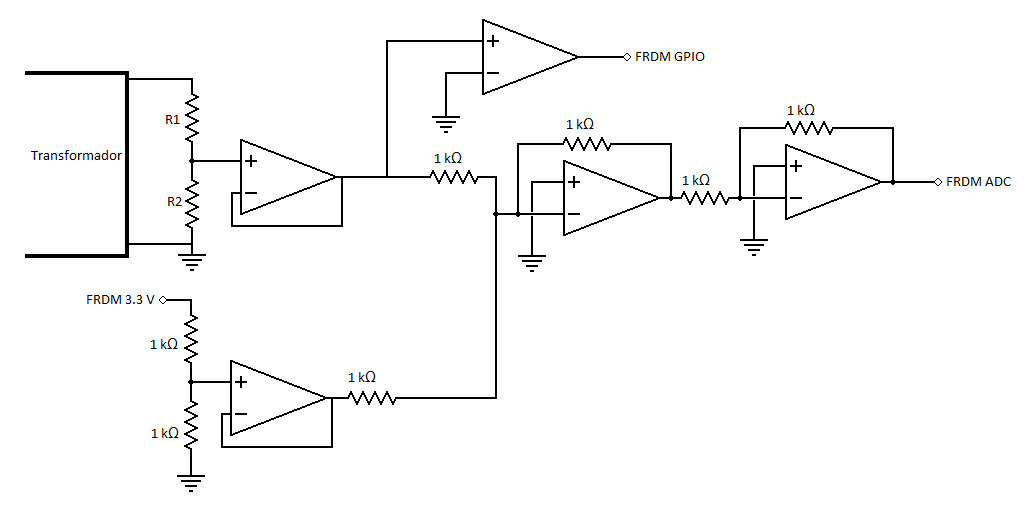 FRDM GPIO
1 kΩ
1 kΩ
R1
Transformador
1 kΩ
1 kΩ
FRDM ADC
R2
FRDM 3.3 V
1 kΩ
1 kΩ
1 kΩ